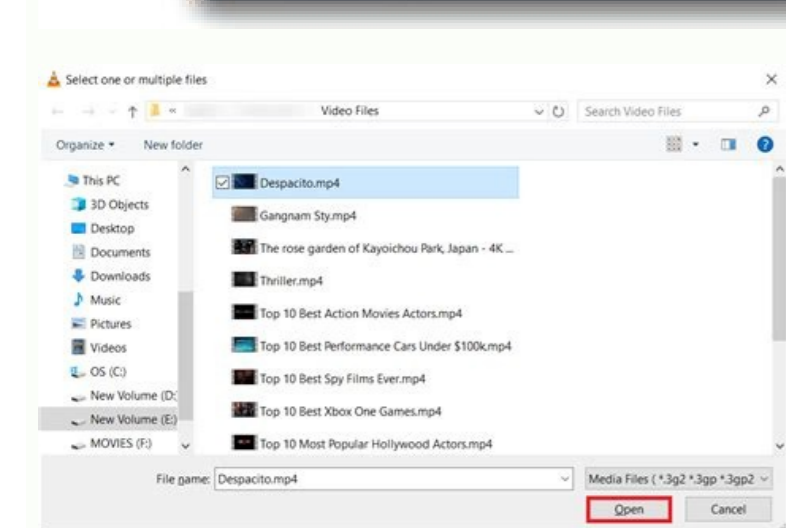 Select one or multiple files
« Video Files
Search Video Files
Organize
New folder
This PC
3D Objects
Desktop
Documents
Downloads
Music
Pictures
Videos
OS (C:)
New Volume (D:
New Volume (E:)
MOVIES (F:)
Despacito.mp4
Gangnam Sty.mp4
The rose garden of Kayoichou Park, Japan - 4K ...
Thriller.mp4
Top 10 Best Action Movies Actors.mp4
Top 10 Best Performance Cars Under $100k.mp4
Top 10 Best Spy Films Ever.mp4
Top 10 Best Xbox One Games.mp4
Top 10 Most Popular Hollywood Actors.mp4
File name: Despacito.mp4
Media Files ( *.3g2 *.3gp *.3gp2
Open
Cancel